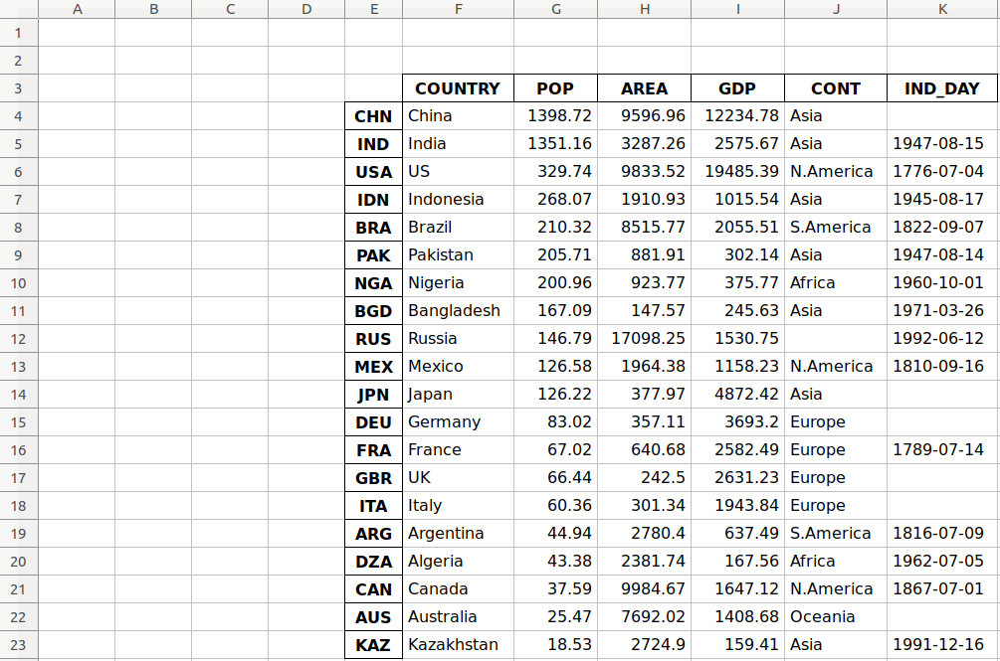 A B C D E F G H I J K
1
2
3 COUNTRY POP AREA GDP CONT IND_DAY
4 CHN China 1398.72 9596.96 12234.78 Asia
5 IND India 1351.16 3287.26 2575.67 Asia 1947-08-15
6 USA US 329.74 9833.52 19485.39 N.America 1776-07-04
7 IDN Indonesia 268.07 1910.93 1015.54 Asia 1945-08-17
8 BRA Brazil 210.32 8515.77 2055.51 S.America 1822-09-07
9 PAK Pakistan 205.71 881.91 302.14 Asia 1947-08-14
10 NGA Nigeria 200.96 923.77 375.77 Africa 1960-10-01
11 BGD Bangladesh 167.09 147.57 245.63 Asia 1971-03-26
12 RUS Russia 146.79 17098.25 1530.75 1992-06-12
13 MEX Mexico 126.58 1964.38 1158.23 N.America 1810-09-16
14 JPN Japan 126.22 377.97 4872.42 Asia
15 DEU Germany 83.02 357.11 3693.2 Europe
16 FRA France 67.02 640.68 2582.49 Europe 1789-07-14
17 GBR UK 66.44 242.5 2631.23 Europe
18 ITA Italy 60.36 301.34 1943.84 Europe
19 ARG Argentina 44.94 2780.4 637.49 S.America 1816-07-09
20 DZA Algeria 43.38 2381.74 167.56 Africa 1962-07-05
21 CAN Canada 37.59 9984.67 1647.12 N.America 1867-07-01
22 AUS Australia 25.47 7692.02 1408.68 Oceania
23 KAZ Kazakhstan 18.53 2724.9 159.41 Asia 1991-12-16